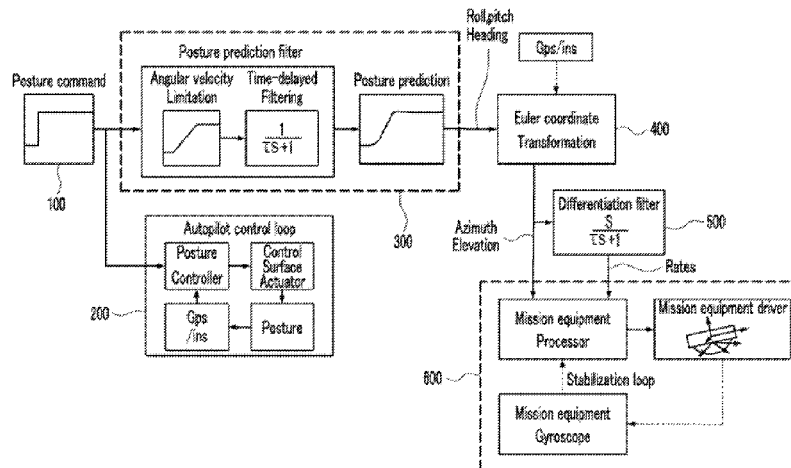 Roll,pitch
Heading
Gps/ins
Posture prediction filter
Posture command
Angular velocity
Limitation
Time-delayed
Filtering
Posture prediction
1
τS+1
Euler coordinate
Transformation
400
100
300
Differentiation filter
S
τS+1
500
Azimuth
Elevation
Rates
Autopilot control loop
Posture
Controller
Control
Surface
Actuator
200
Gps
/ins
Posture
Mission equipment
Processor
Mission equipment driver
600
Stabilization loop
Mission equipment
Gyroscope